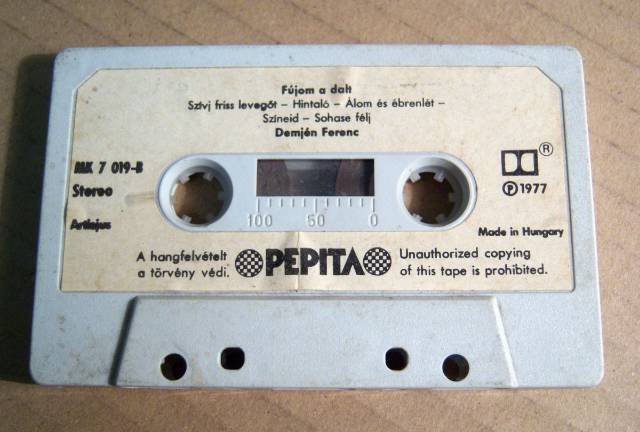 Fújom a dalt
Szívj friss levegőt – Hintaló – Álom és ébrenlét –
Színeid – Sohase félj
Demjén Ferenc
MK 7 019-B
Stereo
Artisjus
100 50 0
®
Ⓟ 1977
Made in Hungary
A hangfelvételt
a törvény védi.
PEPITA
Unauthorized copying
of this tape is prohibited.